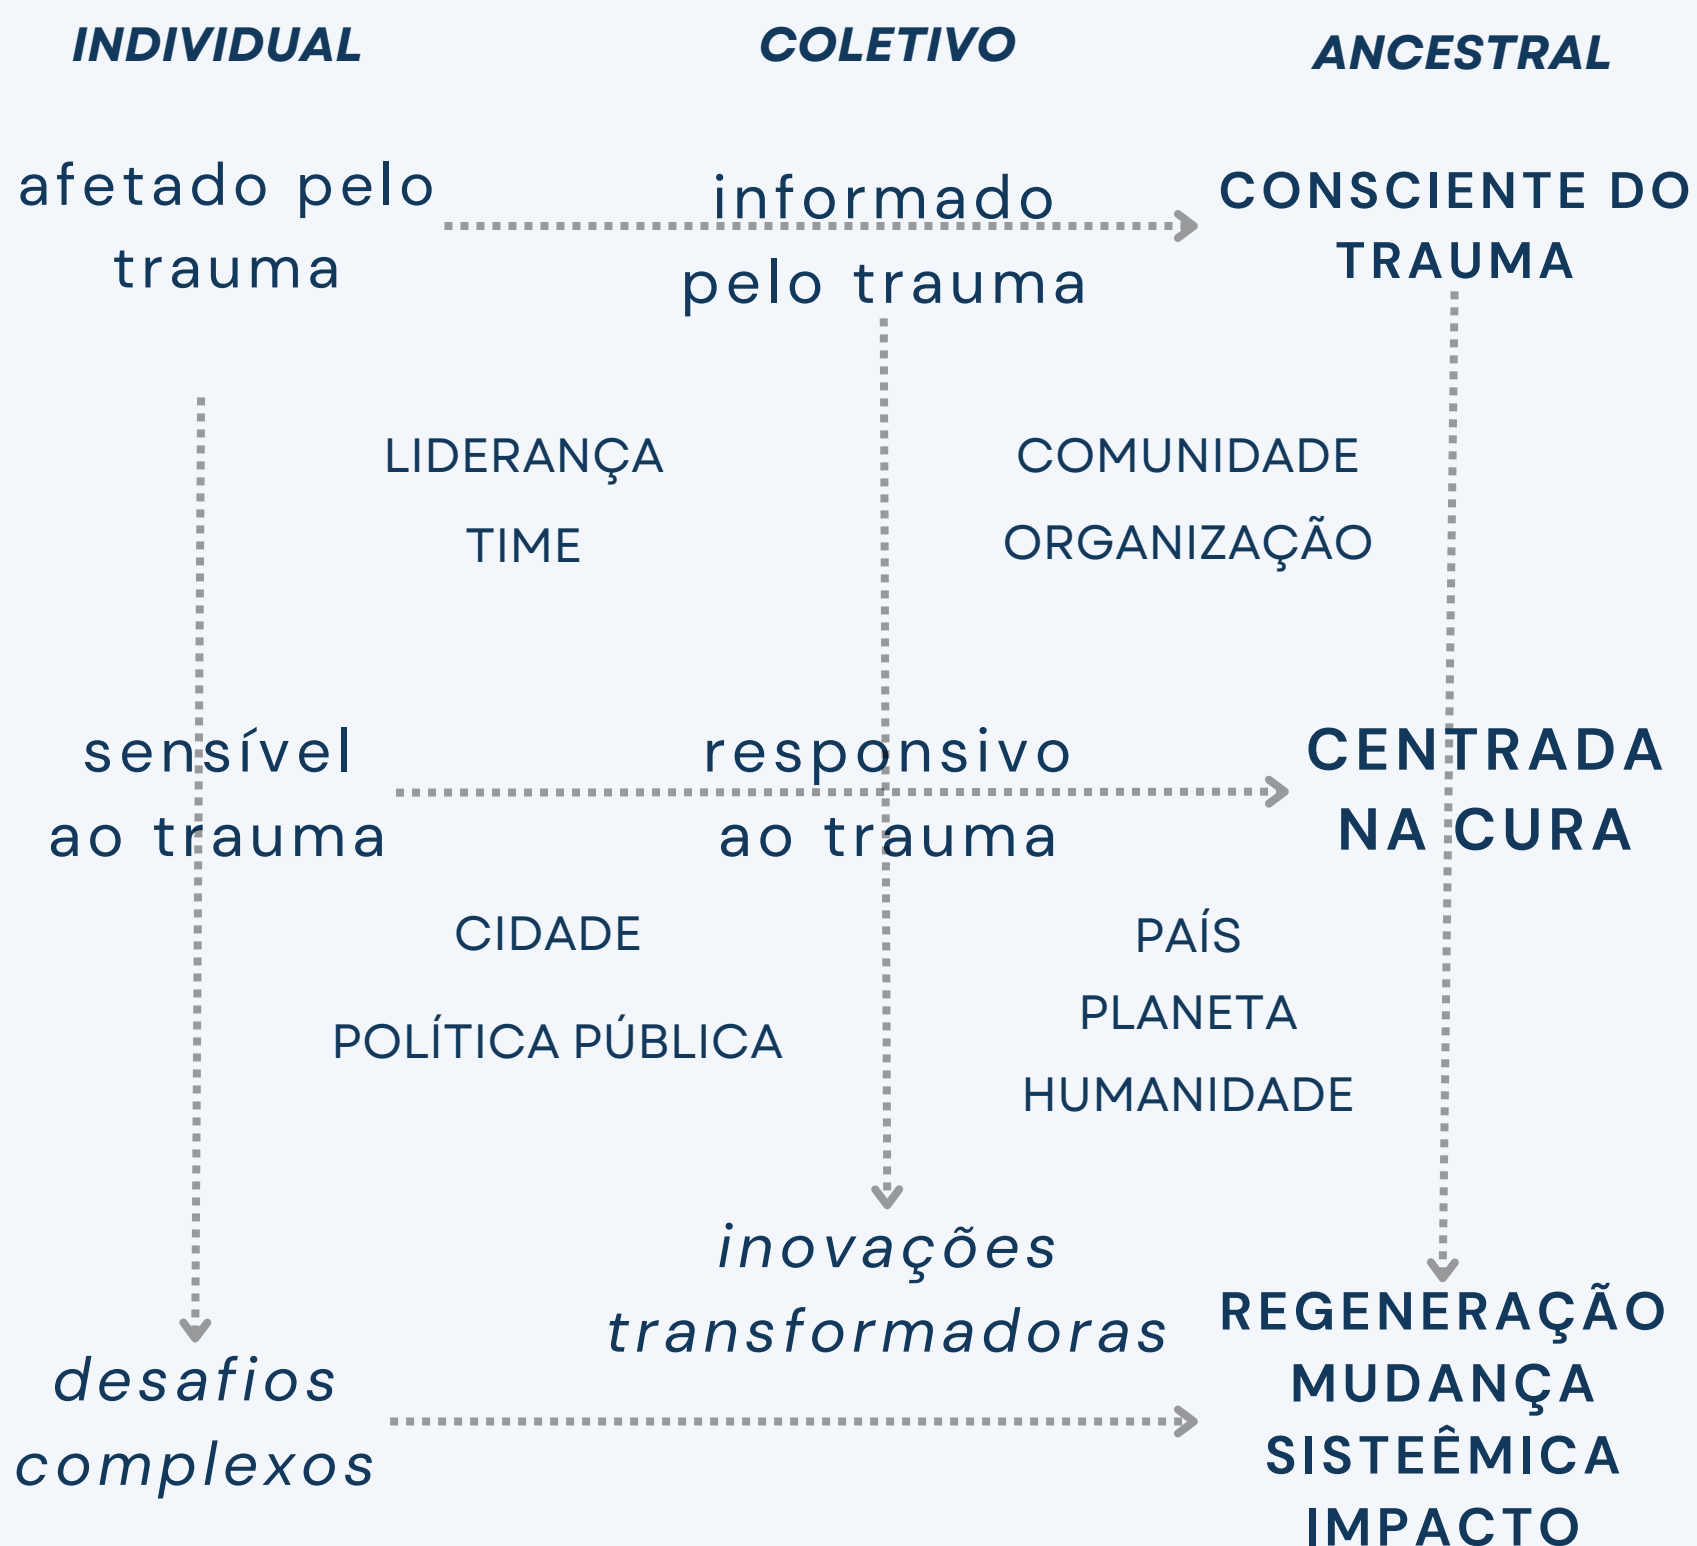 INDIVIDUAL
COLETIVO
ANCESTRAL
afetado pelo
trauma
informado
pelo trauma
CONSCIENTE DO
TRAUMA
LIDERANÇA
TIME
COMUNIDADE
ORGANIZAÇÃO
sensível
ao trauma
responsivo
ao trauma
CENTRADA
NA CURA
CIDADE
POLÍTICA PÚBLICA
PAÍS
PLANETA
HUMANIDADE
desafios
complexos
inovações
transformadoras
REGENERAÇÃO
MUDANÇA
SISTEÊMICA
IMPACTO